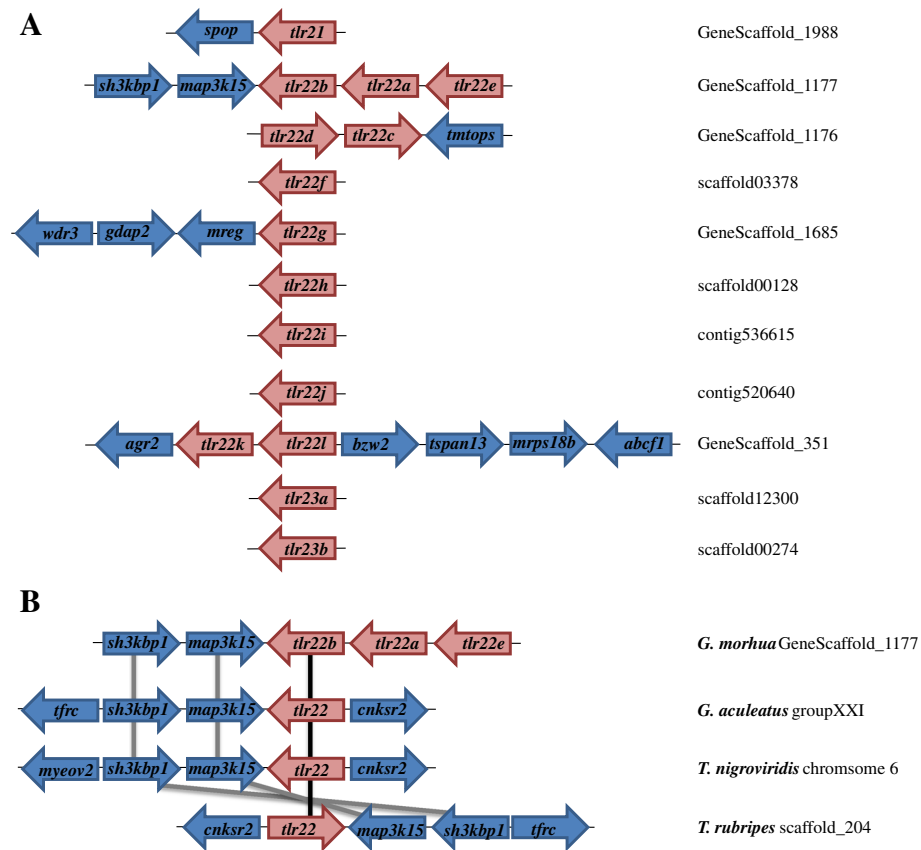 A
spop tlr21 GeneScaffold_1988
sh3kbp1 map3k15 tlr22b tlr22a tlr22e GeneScaffold_1177
tlr22d tlr22c tmtops GeneScaffold_1176
tlr22f scaffold03378
wdr3 gdap2 mreg tlr22g GeneScaffold_1685
tlr22h scaffold00128
tlr22i contig536615
tlr22j contig520640
agr2 tlr22k tlr22l bzw2 tspan13 mrps18b abcf1 GeneScaffold_351
tlr23a scaffold12300
tlr23b scaffold00274
B
sh3kbp1 map3k15 tlr22b tlr22a tlr22e G. morhua GeneScaffold_1177
tfrc sh3kbp1 map3k15 tlr22 cnksr2 G. aculeatus groupXXI
myeov2 sh3kbp1 map3k15 tlr22 cnksr2 T. nigroviridis chromsome 6
cnksr2 tlr22 map3k15 sh3kbp1 tfrc T. rubripes scaffold_204